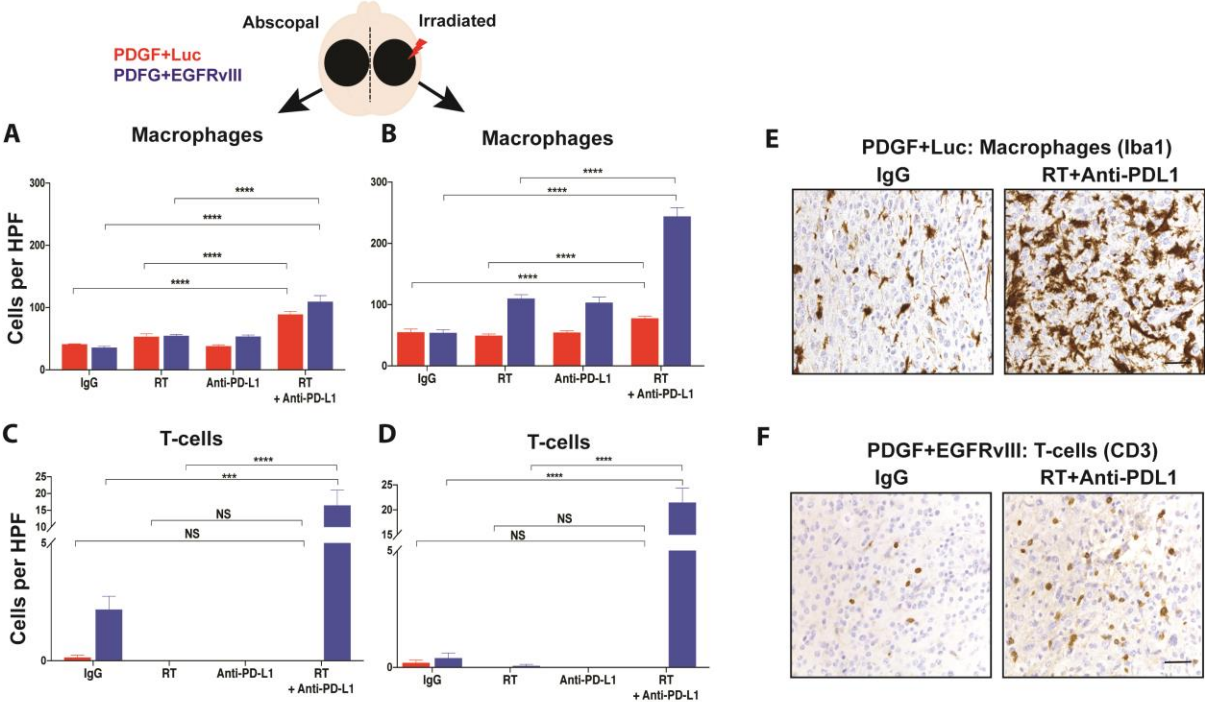 Abscopal
Irradiated
PDGF+Luc
PDFG+EGFRvIII
A
Macrophages
300
200
100
0
Cells per HPF
****
****
****
****
IgG
RT
Anti-PD-L1
RT
+ Anti-PD-L1
B
Macrophages
300
200
100
0
****
****
****
****
IgG
RT
Anti-PD-L1
RT
+ Anti-PD-L1
C
T-cells
25
20
15
10
5
0
Cells per HPF
****
***
NS
NS
IgG
RT
Anti-PD-L1
RT
+ Anti-PD-L1
D
T-cells
25
20
15
5
0
****
****
NS
NS
IgG
RT
Anti-PD-L1
RT
+ Anti-PD-L1
E
PDGF+Luc: Macrophages (Iba1)
IgG
RT+Anti-PDL1
F
PDGF+EGFRvIII: T-cells (CD3)
IgG
RT+Anti-PDL1